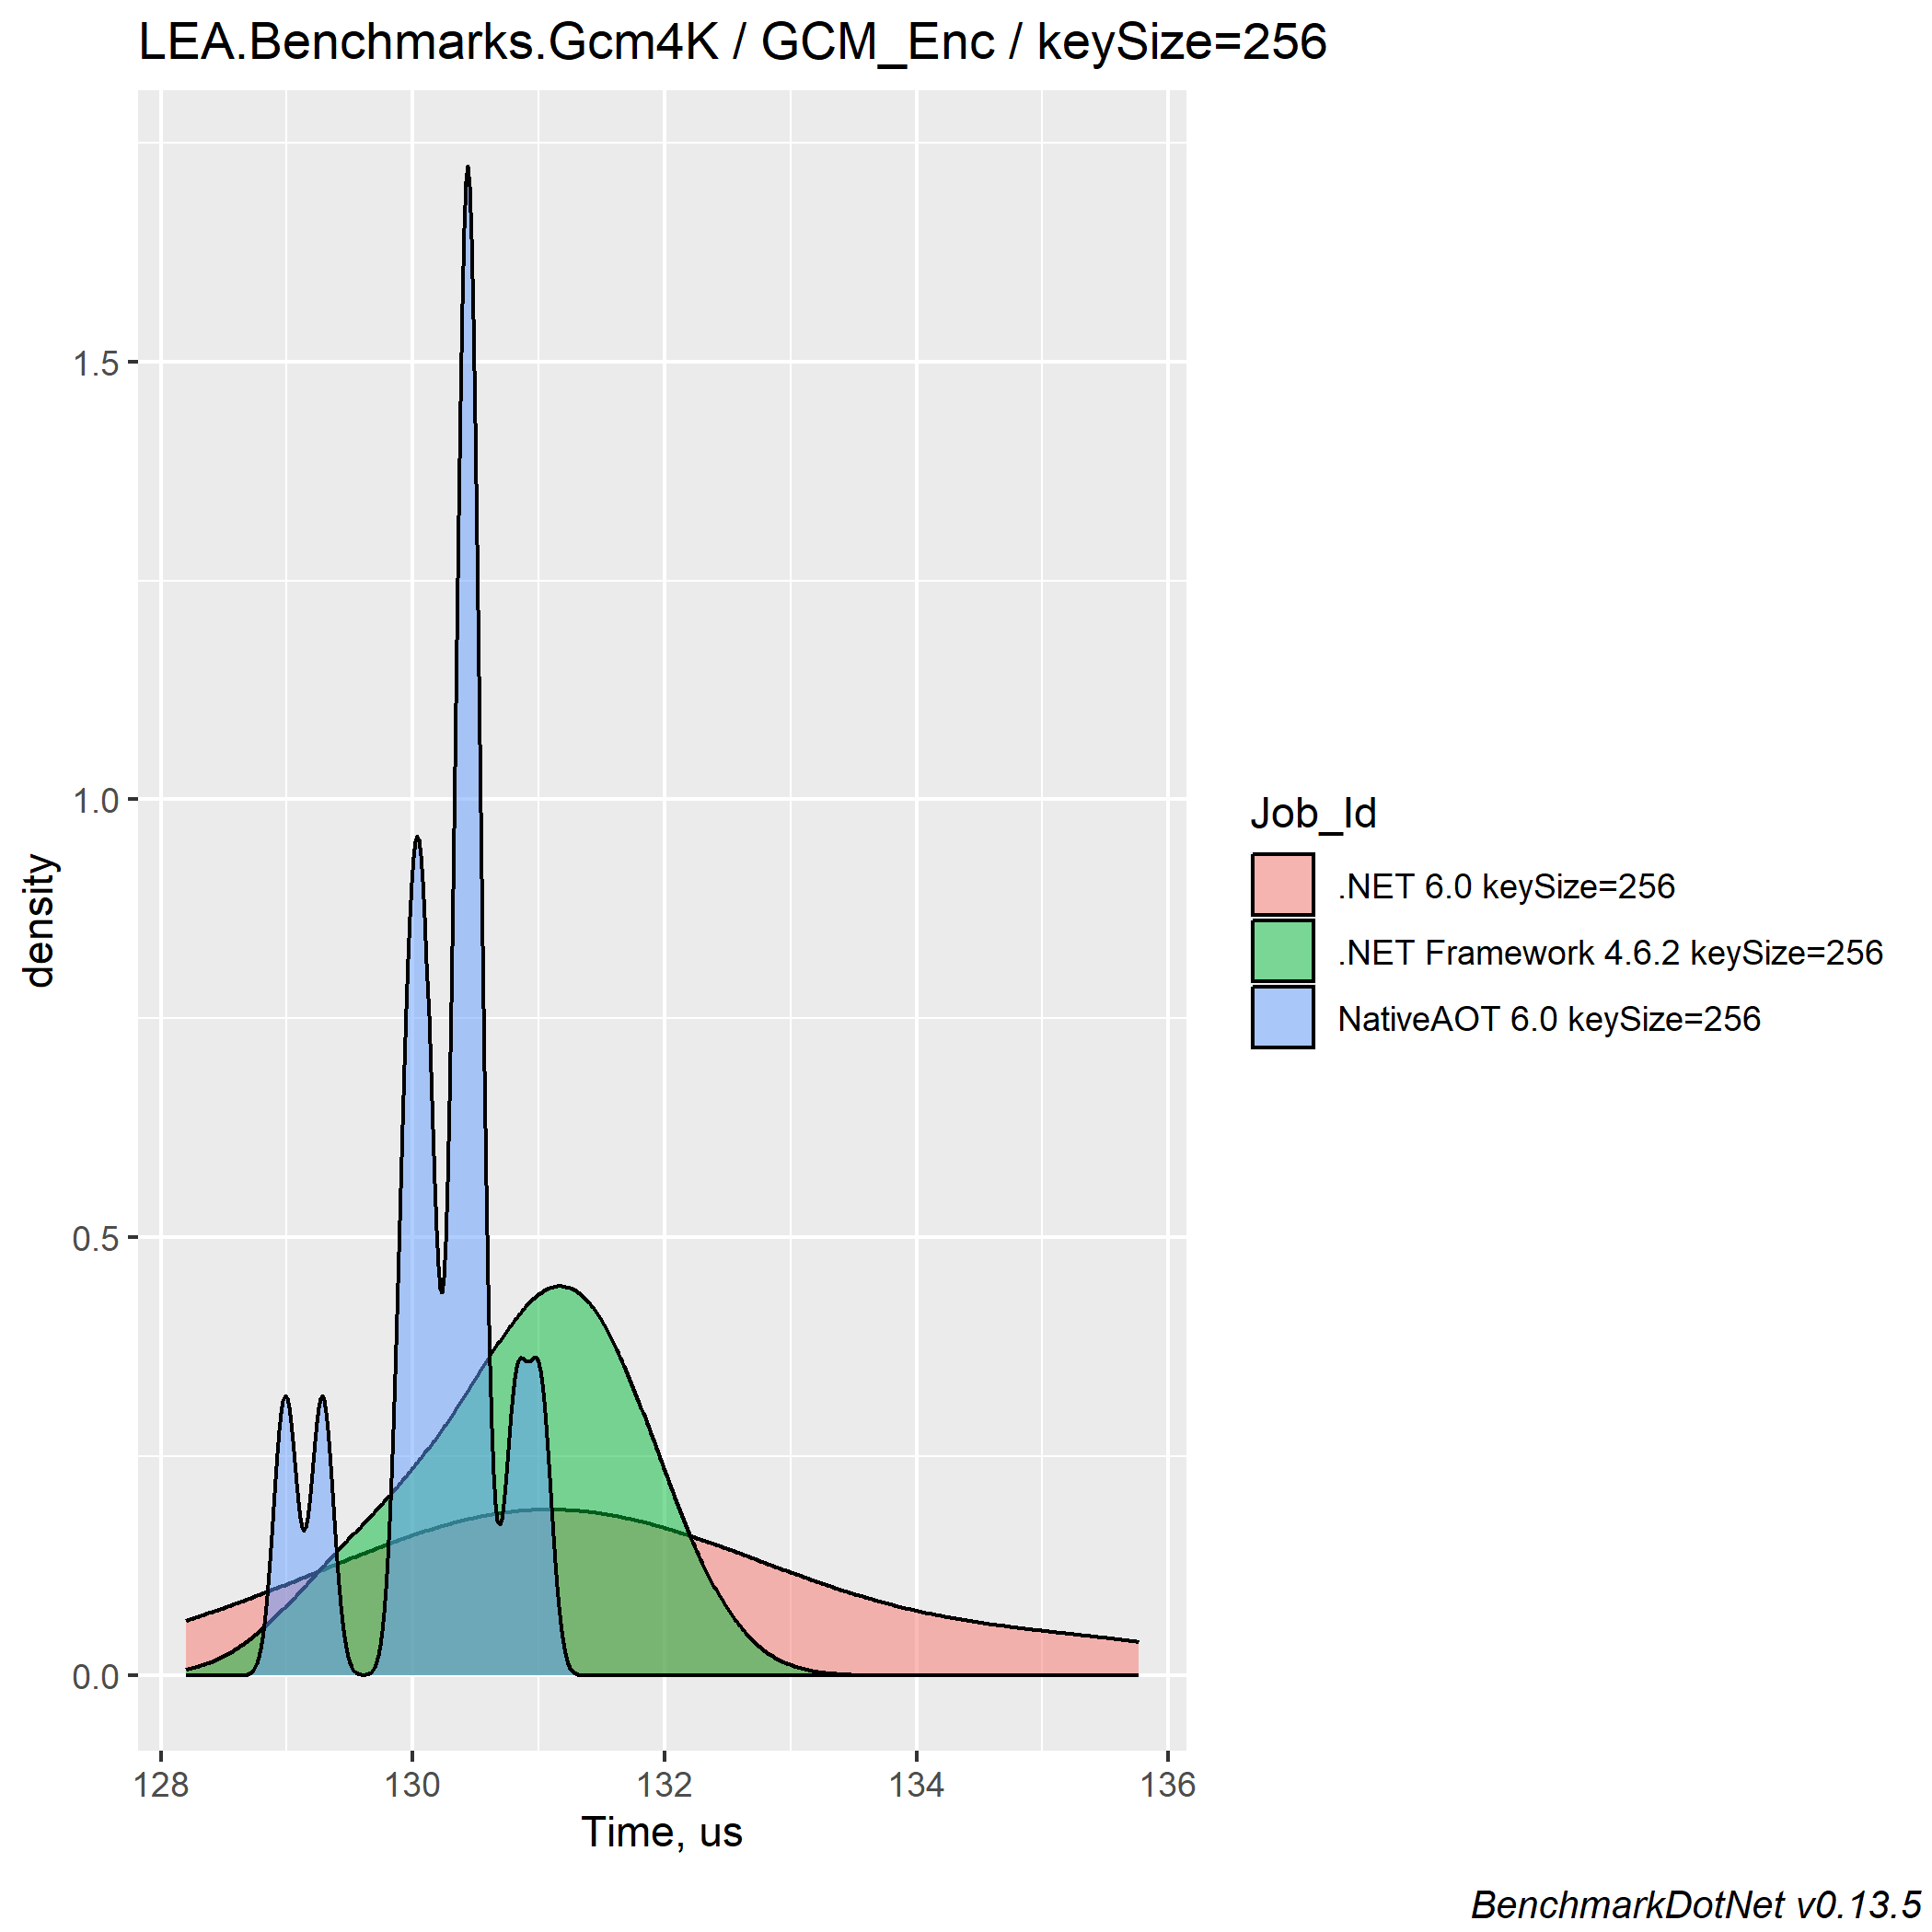 LEA.Benchmarks.Gcm4K / GCM_Enc / keySize=256
1.5
1.0
0.5
0.0
density
128 130 132 134 136
Time, us
Job_Id
.NET 6.0 keySize=256
.NET Framework 4.6.2 keySize=256
NativeAOT 6.0 keySize=256
BenchmarkDotNet v0.13.5